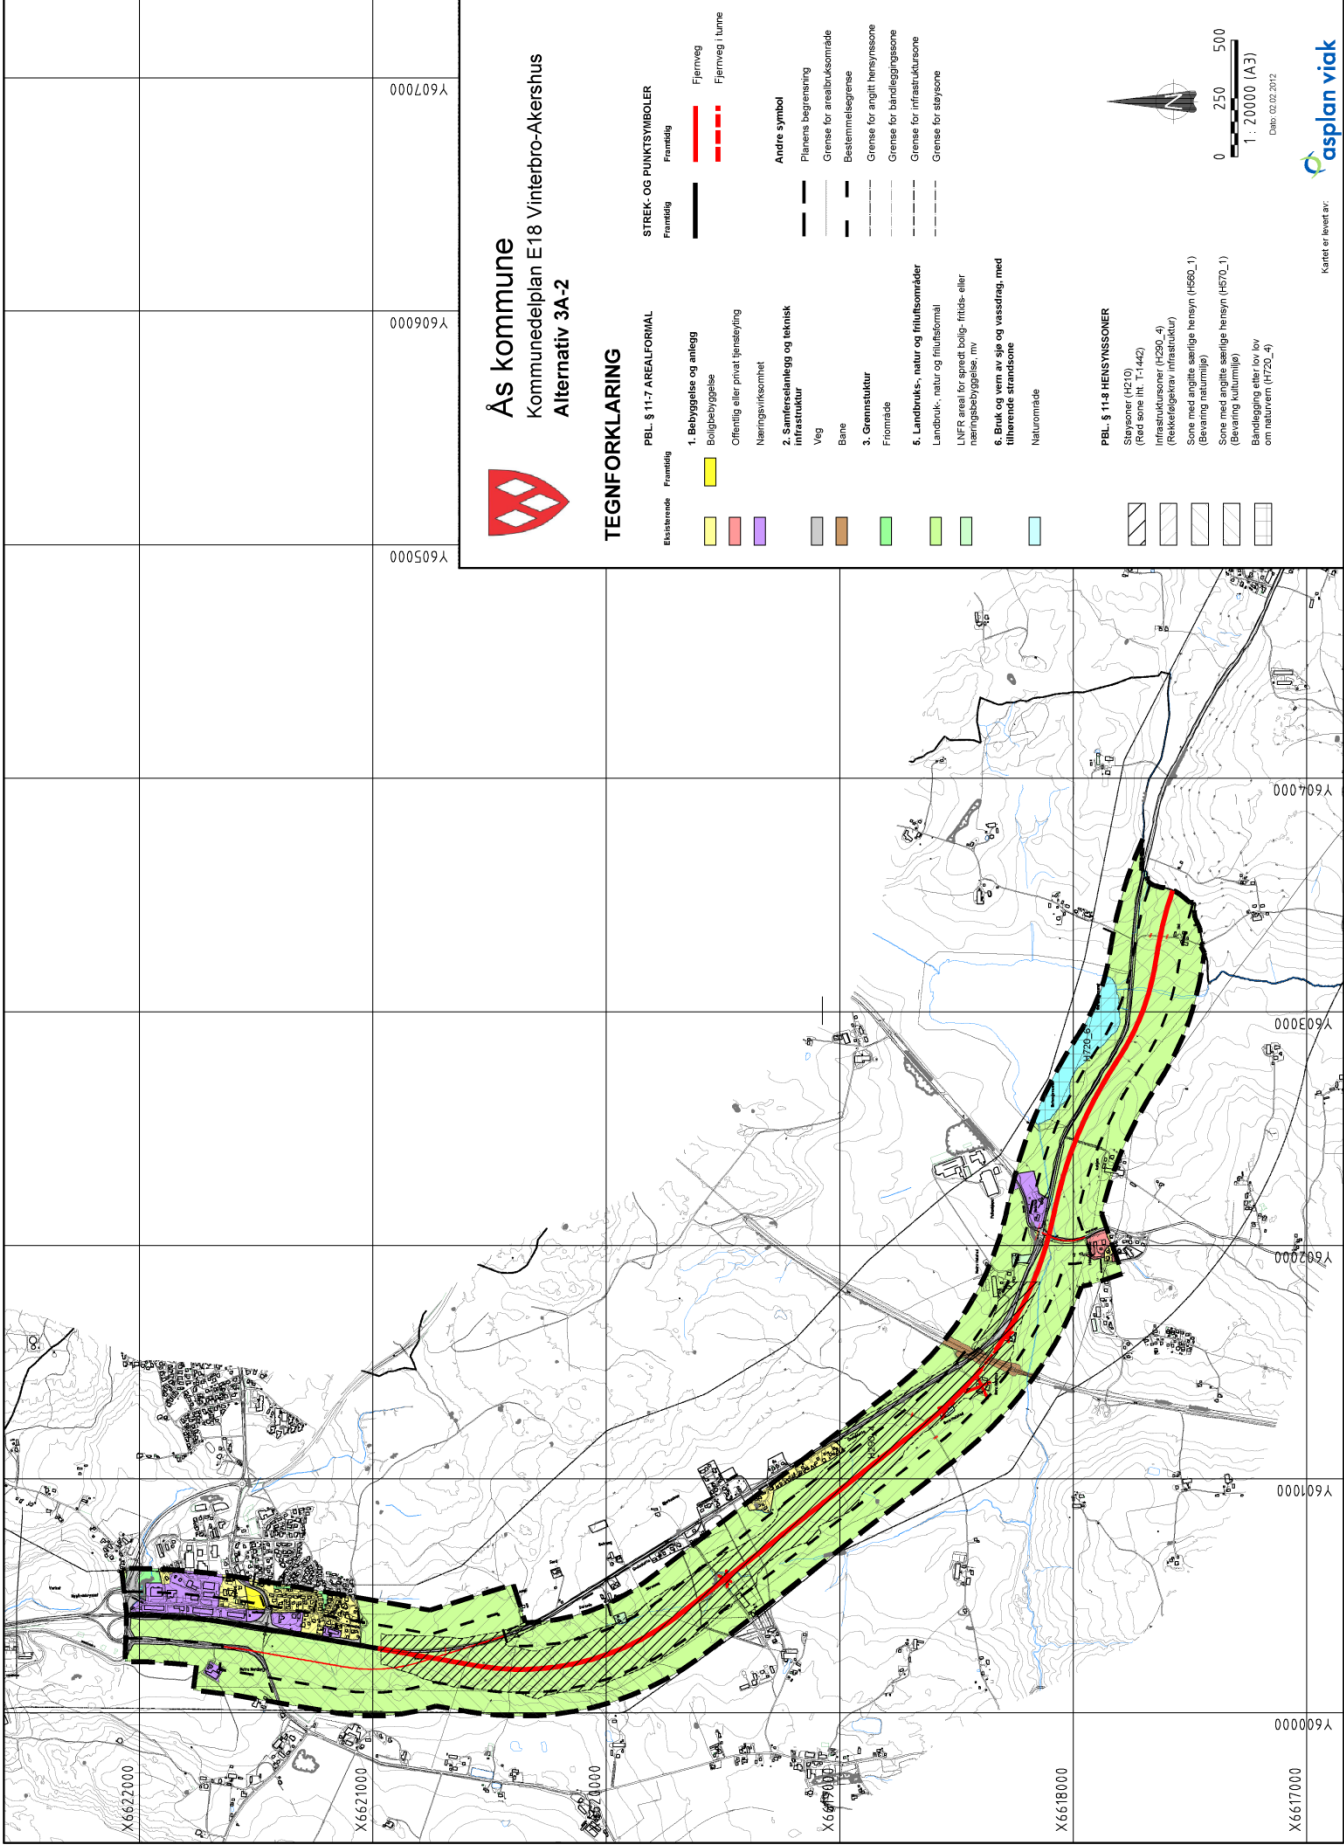 Ås kommune
Kommunedelplan E18 Vinterbro-Akershus
Alternativ 3A-2
TEGNFORKLARING
PBL. § 11-7 AREALFORMÅL
Eksisterende Framtidig
1. Bebyggelse og anlegg
Boligbebyggelse
Offentlig eller privat tjensteyting
Næringsvirksomhet
2. Samferselanlegg og teknisk
infrastruktur
Veg
Bane
3. Grønnstuktur
Friområde
5. Landbruks-, natur og friluftsområder
Landbruk-, natur og friluftsformål
LNFR areal for spredt bolig- fritids- eller
næringsbebyggelse, mv
6. Bruk og vern av sjø og vassdrag, med
tilhørende strandsone
Naturområde
PBL. § 11-8 HENSYNSSONER
Støysoner (H210)
(Rød sone iht. T-1442)
Infrastruktursoner (H290_4)
(Rekkefølgekrav infrastruktur)
Sone med angitte særlige hensyn (H560_1)
(Bevaring naturmiljø)
Sone med angitte særlige hensyn (H570_1)
(Bevaring kulturmiljø)
Båndlegging etter lov lov
om naturvern (H720_4)
STREK- OG PUNKTSYMBOLER
Framtidig Framtidig
Fjernveg
Fjernveg i tunne
Andre symbol
Planens begrensning
Grense for arealbruksområde
Bestemmelsegrense
Grense for angitt hensynssone
Grense for båndleggingssone
Grense for infrastruktursone
Grense for støysone
N
0 250 500
1 : 20000 (A3)
Dato: 02.02.2012
Kartet er levert av:
asplan viak
Y607000
Y606000
Y605000
Y604000
Y603000
Y602000
Y601000
Y600000
X6622000
X6621000
X6620000
X6619000
X6618000
X6617000